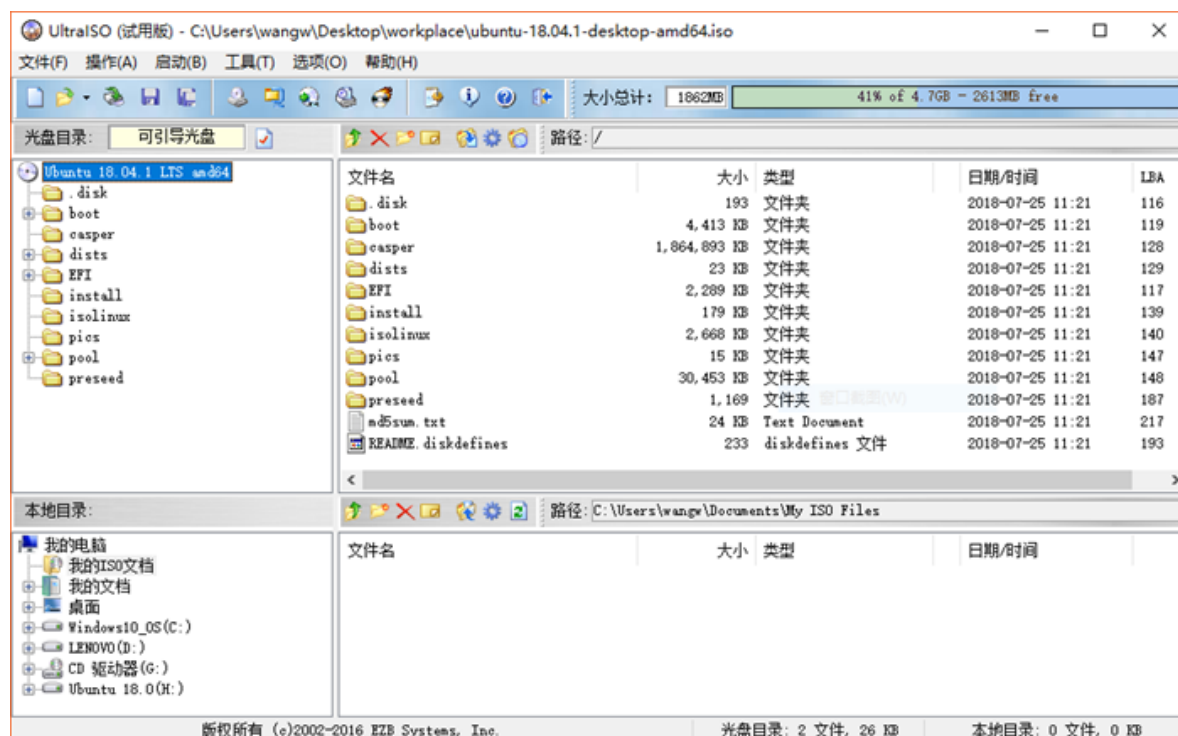 UltraISO (试用版) - C:\Users\wangw\Desktop\workplace\ubuntu-18.04.1-desktop-amd64.iso
文件(F) 操作(A) 启动(B) 工具(T) 选项(O) 帮助(H)
大小总计: 1862MB 41% of 4.7GB - 2613MB free
光盘目录: 可引导光盘 路径: /
Ubuntu 18.04.1 LTS amd64
.disk
boot
casper
dists
EFI
install
isolinux
pics
pool
preseed
文件名 大小 类型 日期/时间 LBA
.disk 193 文件夹 2018-07-25 11:21 116
boot 4,413 KB 文件夹 2018-07-25 11:21 119
casper 1,864,893 KB 文件夹 2018-07-25 11:21 128
dists 23 KB 文件夹 2018-07-25 11:21 129
EFI 2,289 KB 文件夹 2018-07-25 11:21 117
install 179 KB 文件夹 2018-07-25 11:21 139
isolinux 2,668 KB 文件夹 2018-07-25 11:21 140
pics 15 KB 文件夹 2018-07-25 11:21 147
pool 30,453 KB 文件夹 2018-07-25 11:21 148
preseed 1,169 文件夹 2018-07-25 11:21 187
窗口截图(W)
md5sum.txt 24 KB Text Document 2018-07-25 11:21 217
README.diskdefines 233 diskdefines 文件 2018-07-25 11:21 193
本地目录: 路径: C:\Users\wangw\Documents\My ISO Files
我的电脑
我的ISO文档
我的文档
桌面
Windows10_OS(C:)
LENOVO(D:)
CD 驱动器(G:)
Ubuntu 18.0(H:)
文件名 大小 类型 日期/时间
版权所有 (c)2002-2016 EZB Systems, Inc. 光盘目录: 2 文件, 26 KB 本地目录: 0 文件, 0 KB